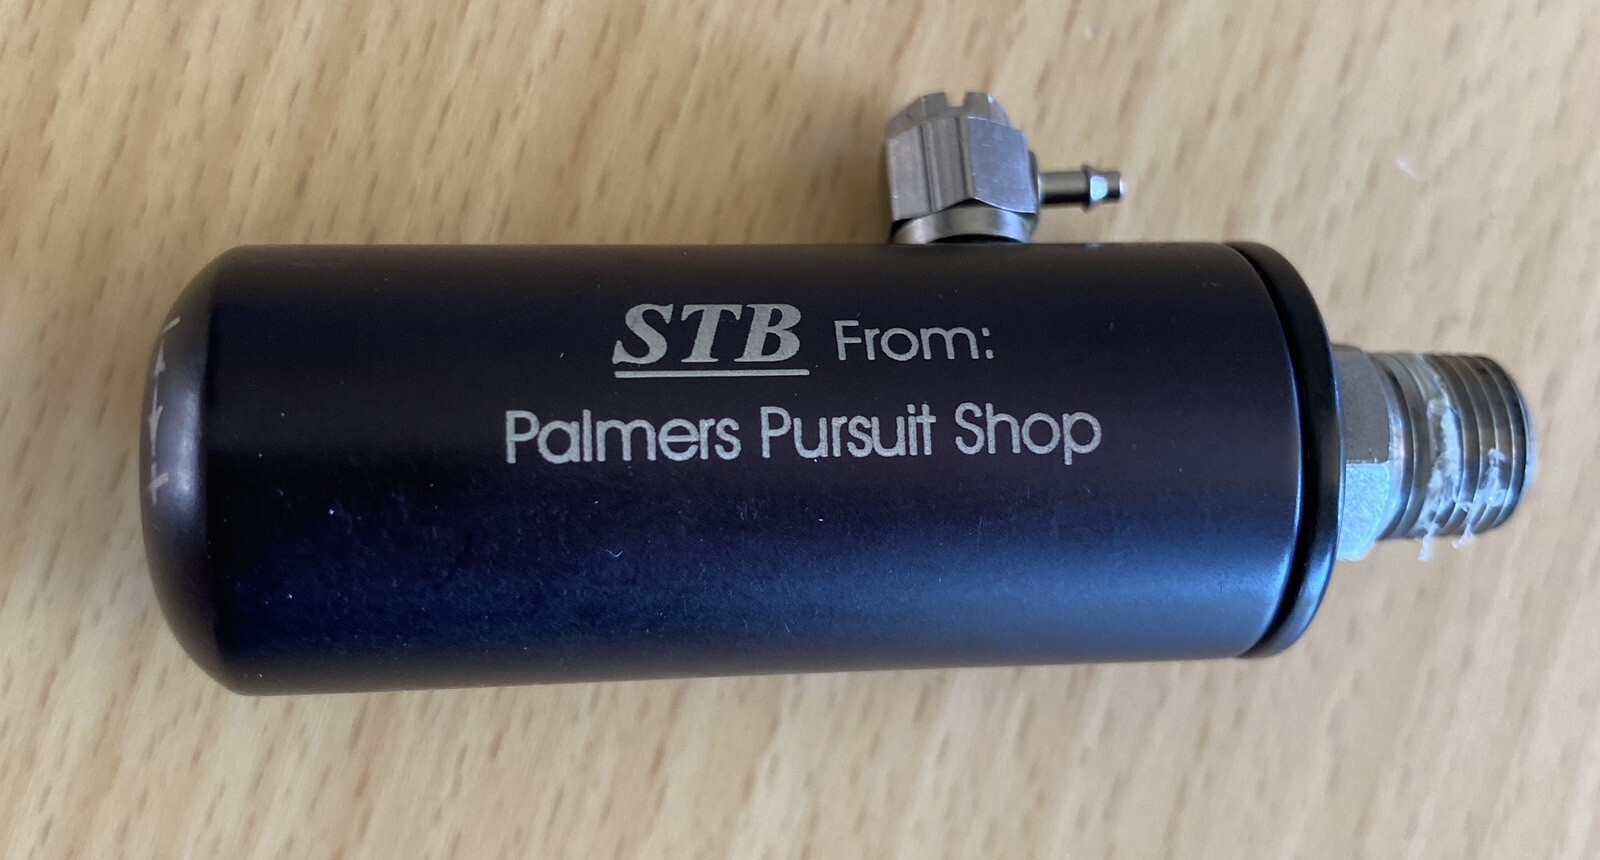 STB From:
Palmers Pursuit Shop